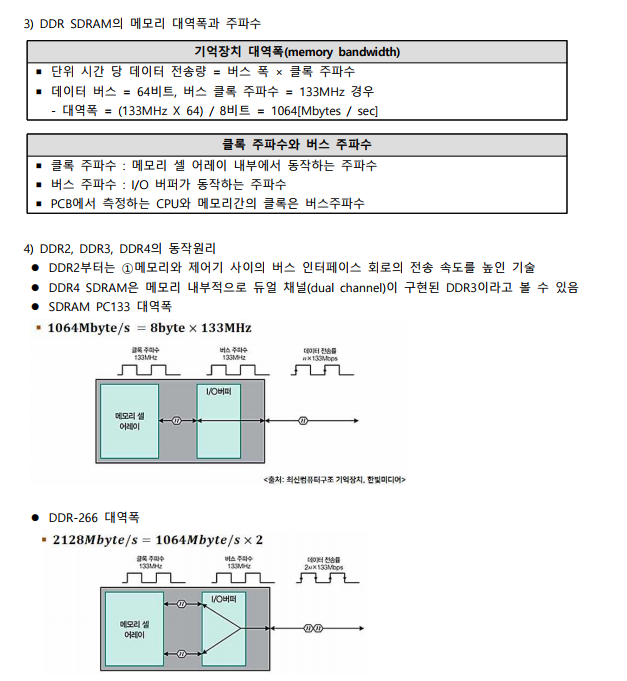 3) DDR SDRAM의 메모리 대역폭과 주파수
기억장치 대역폭(memory bandwidth)
▪ 단위 시간 당 데이터 전송량 = 버스 폭 × 클록 주파수
▪ 데이터 버스 = 64비트, 버스 클록 주파수 = 133MHz 경우
- 대역폭 = (133MHz X 64) / 8비트 = 1064[Mbytes / sec]
클록 주파수와 버스 주파수
▪ 클록 주파수 : 메모리 셀 어레이 내부에서 동작하는 주파수
▪ 버스 주파수 : I/O 버퍼가 동작하는 주파수
▪ PCB에서 측정하는 CPU와 메모리간의 클록은 버스주파수
4) DDR2, DDR3, DDR4의 동작원리
● DDR2부터는 ①메모리와 제어기 사이의 버스 인터페이스 회로의 전송 속도를 높인 기술
● DDR4 SDRAM은 메모리 내부적으로 듀얼 채널(dual channel)이 구현된 DDR3이라고 볼 수 있음
● SDRAM PC133 대역폭
▪ 1064Mbyte/s = 8byte × 133MHz
클록 주파수 버스 주파수 데이터 전송률
133MHz 133MHz n×133Mbps
I/O버퍼
메모리 셀
어레이
n n
<출처: 최신컴퓨터구조 기억장치, 한빛미디어>
● DDR-266 대역폭
▪ 2128Mbyte/s = 1064Mbyte/s × 2
클록 주파수 버스 주파수 데이터 전송률
133MHz 133MHz 2n×133Mbps
I/O버퍼
n
메모리 셀
어레이
n n
n